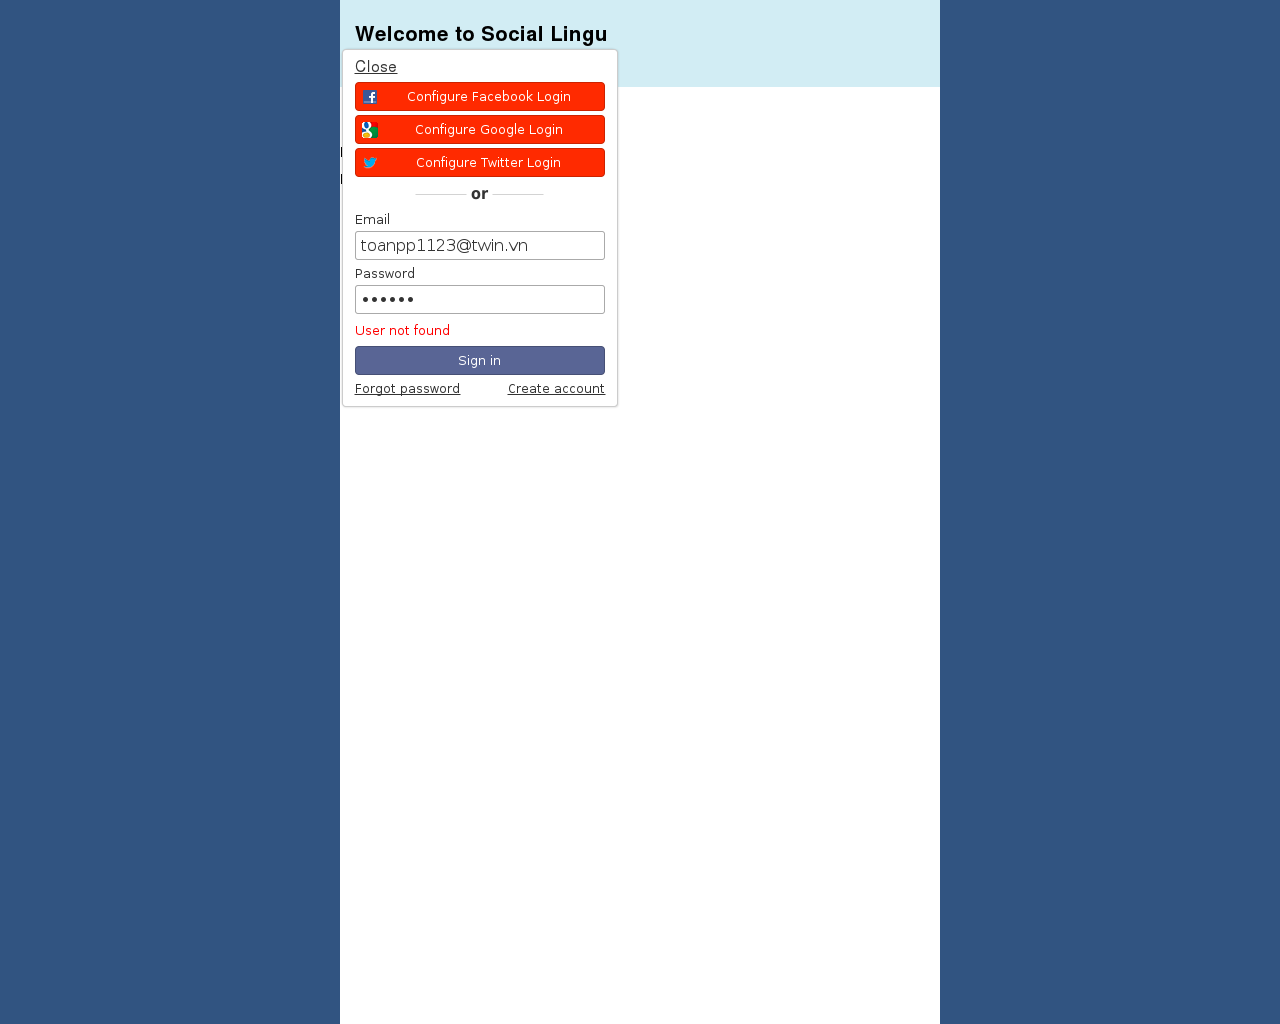 Welcome to Social Lingu
Close
Configure Facebook Login
Configure Google Login
Configure Twitter Login
or
Email
toanpp1123@twin.vn
Password
••••••
User not found
Sign in
Forgot password
Create account